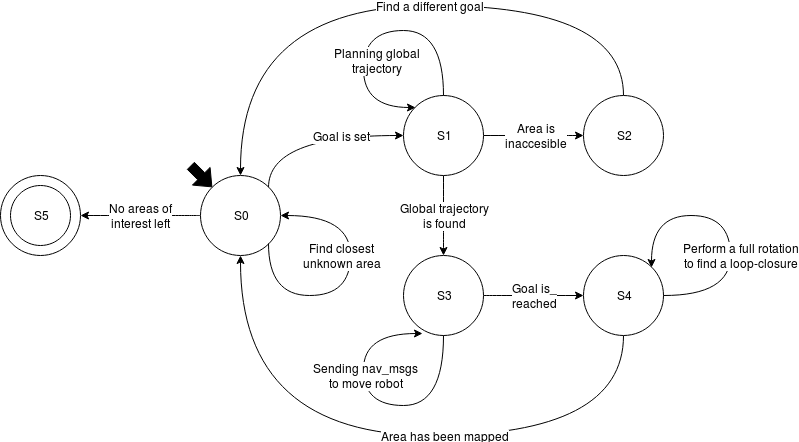 Find a different goal
Planning global
trajectory
Goal is set
S1
Area is
inaccesible
S2
S5
No areas of
interest left
S0
Global trajectory
is found
Find closest
unknown area
Perform a full rotation
to find a loop-closure
S3
Goal is
reached
S4
Sending nav_msgs
to move robot
Area has been mapped